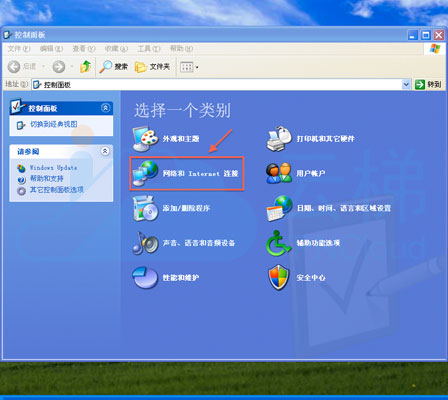 控制面板
文件(F) 编辑(E) 查看(V) 收藏(A) 工具(T) 帮助(H)
后退 搜索 文件夹
地址(D) 控制面板 转到
控制面板
切换到经典视图
请参阅
Windows Update
帮助和支持
其它控制面板选项
选择一个类别
外观和主题 打印机和其它硬件
网络和 Internet 连接 用户帐户
添加/删除程序 日期、时间、语言和区域设置
声音、语音和音频设备 辅助功能选项
性能和维护 安全中心